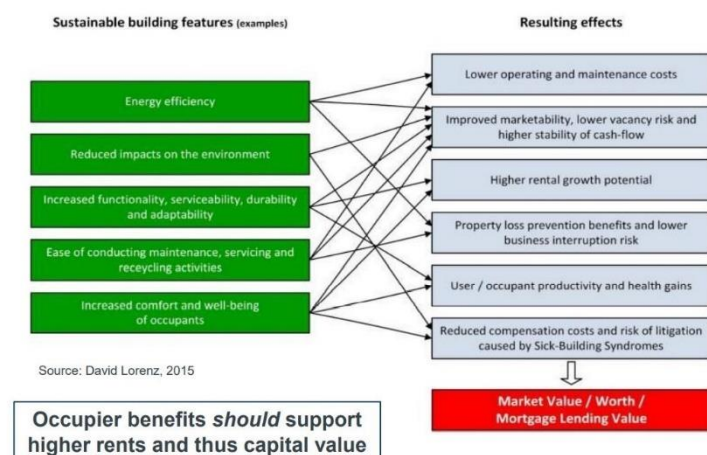 Sustainable building features (examples)
Resulting effects
Energy efficiency
Reduced impacts on the environment
Increased functionality, serviceability, durability
and adaptability
Ease of conducting maintenance, servicing and
receycling activities
Increased comfort and well-being
of occupants
Lower operating and maintenance costs
Improved marketability, lower vacancy risk and
higher stability of cash-flow
Higher rental growth potential
Property loss prevention benefits and lower
business interruption risk
User / occupant productivity and health gains
Reduced compensation costs and risk of litigation
caused by Sick-Building Syndromes
Market Value / Worth /
Mortgage Lending Value
Source: David Lorenz, 2015
Occupier benefits should support
higher rents and thus capital value